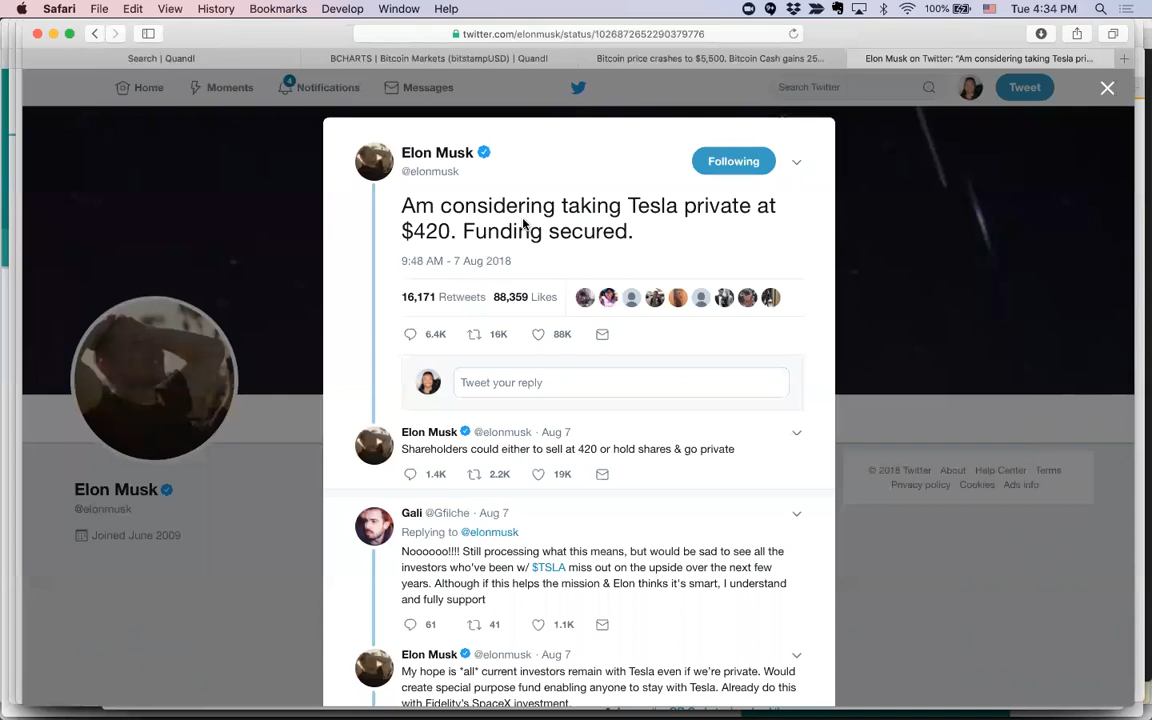 Safari File Edit View History Bookmarks Develop Window Help 100% Tue 4:34 PM
twitter.com/elonmusk/status/1026872652290379776
Search | Quandl
BCHARTS | Bitcoin Markets (bitstampUSD) | Quandl
Bitcoin price crashes to $5,500. Bitcoin Cash gains 25...
Elon Musk on Twitter: "Am considering taking Tesla pri...
Home Moments 4 Notifications Messages Search Twitter Tweet
Elon Musk
@elonmusk
Following
Am considering taking Tesla private at
$420. Funding secured.
9:48 AM - 7 Aug 2018
16,171 Retweets 88,359 Likes
6.4K 16K 88K
Tweet your reply
Elon Musk @elonmusk · Aug 7
Shareholders could either to sell at 420 or hold shares & go private
1.4K 2.2K 19K
Gali @Gfilche · Aug 7
Replying to @elonmusk
Noooooo!!!! Still processing what this means, but would be sad to see all the
investors who've been w/ $TSLA miss out on the upside over the next few
years. Although if this helps the mission & Elon thinks it's smart, I understand
and fully support
61 41 1.1K
Elon Musk @elonmusk · Aug 7
My hope is *all* current investors remain with Tesla even if we're private. Would
create special purpose fund enabling anyone to stay with Tesla. Already do this
with Fidelity's SpaceX investment.
Elon Musk
@elonmusk
Joined June 2009
© 2018 Twitter About Help Center Terms
Privacy policy Cookies Ads info